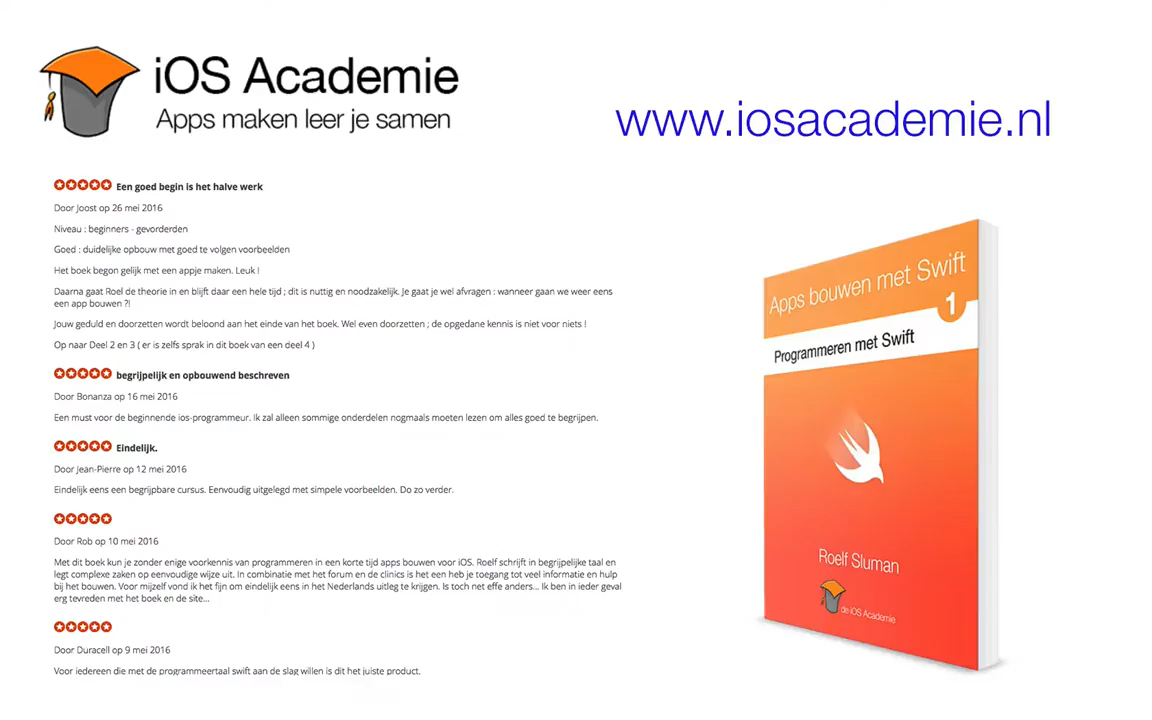 iOS Academie
Apps maken leer je samen
www.iosacademie.nl
Een goed begin is het halve werk
Door Joost op 26 mei 2016
Niveau : beginners - gevorderden
Goed : duidelijke opbouw met goed te volgen voorbeelden
Het boek begon gelijk met een appje maken. Leuk !
Daarna gaat Roel de theorie in en blijft daar een hele tijd ; dit is nuttig en noodzakelijk. Je gaat je wel afvragen : wanneer gaan we weer eens
een app bouwen ?!
Jouw geduld en doorzetten wordt beloond aan het einde van het boek. Wel even doorzetten ; de opgedane kennis is niet voor niets !
Op naar Deel 2 en 3 ( er is zelfs sprak in dit boek van een deel 4 )
begrijpelijk en opbouwend beschreven
Door Bonanza op 16 mei 2016
Een must voor de beginnende ios-programmeur. Ik zal alleen sommige onderdelen nogmaals moeten lezen om alles goed te begrijpen.
Eindelijk.
Door Jean-Pierre op 12 mei 2016
Eindelijk eens een begrijpbare cursus. Eenvoudig uitgelegd met simpele voorbeelden. Do zo verder.
Door Rob op 10 mei 2016
Met dit boek kun je zonder enige voorkennis van programmeren in een korte tijd apps bouwen voor iOS. Roelf schrijft in begrijpelijke taal en
legt complexe zaken op eenvoudige wijze uit. In combinatie met het forum en de clinics is het een heb je toegang tot veel informatie en hulp
bij het bouwen. Voor mijzelf vond ik het fijn om eindelijk eens in het Nederlands uitleg te krijgen. Is toch net effe anders... Ik ben in ieder geval
erg tevreden met het boek en de site...
Door Duracell op 9 mei 2016
Voor iedereen die met de programmeertaal swift aan de slag willen is dit het juiste product.
Apps bouwen met Swift
1
Programmeren met Swift
Roelf Sluman
de iOS Academie